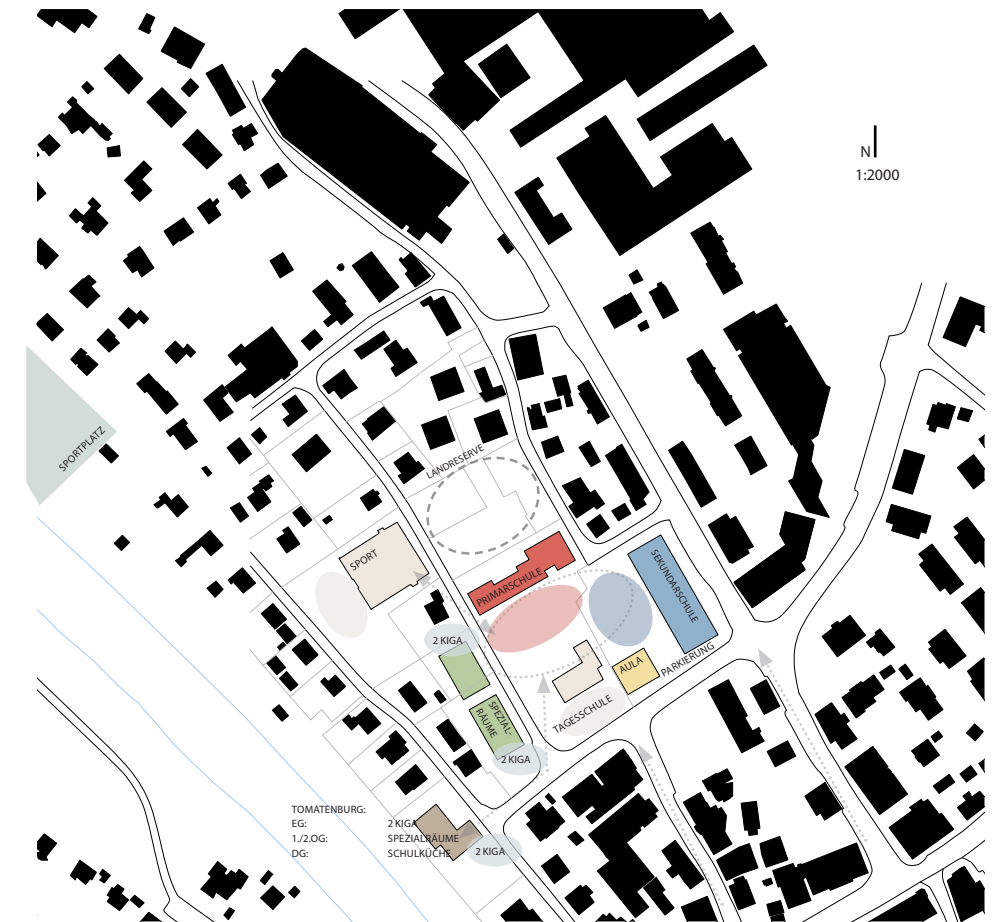 N
1:2000
SPORTPLATZ
LANDRESERVE
SPORT
PRIMARSCHULE
SEKUNDARSCHULE
2 KIGA
AULA
PARKIERUNG
TAGESSCHULE
SPEZIAL-
RÄUME
2 KIGA
TOMATENBURG:
EG: 2 KIGA
1./2.OG: SPEZIALRÄUME
DG: SCHULKÜCHE
2 KIGA